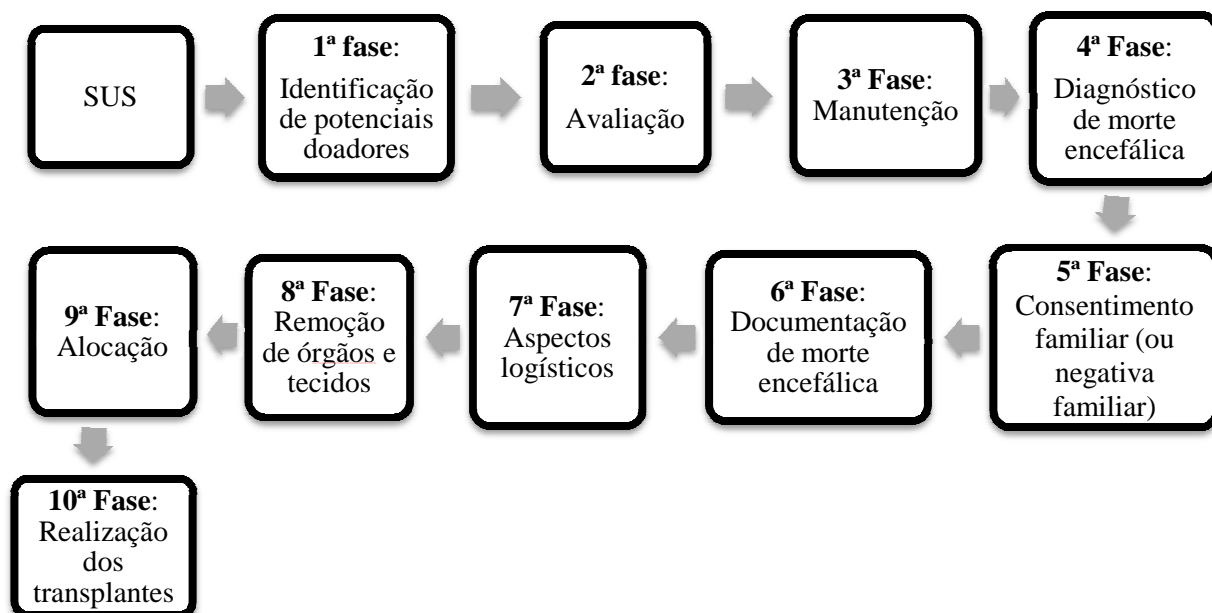 SUS
1ª fase:
Identificação
de potenciais
doadores
2ª fase:
Avaliação
3ª Fase:
Manutenção
4ª Fase:
Diagnóstico
de morte
encefálica
5ª Fase:
Consentimento
familiar (ou
negativa
familiar)
6ª Fase:
Documentação
de morte
encefálica
7ª Fase:
Aspectos
logísticos
8ª Fase:
Remoção
de órgãos e
tecidos
9ª Fase:
Alocação
10ª Fase:
Realização
dos
transplantes